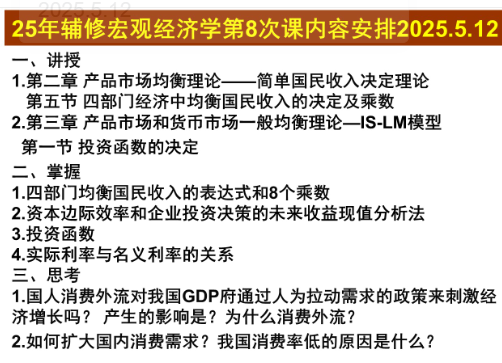 2025.5.12
25年辅修宏观经济学第8次课内容安排2025.5.12
一、讲授
1.第二章 产品市场均衡理论——简单国民收入决定理论
第五节 四部门经济中均衡国民收入的决定及乘数
2.第三章 产品市场和货币市场一般均衡理论—IS-LM模型
第一节 投资函数的决定
二、掌握
1.四部门均衡国民收入的表达式和8个乘数
2.资本边际效率和企业投资决策的未来收益现值分析法
3.投资函数
4.实际利率与名义利率的关系
三、思考
1.国人消费外流对我国GDP府通过人为拉动需求的政策来刺激经
济增长吗？ 产生的影响是？为什么消费外流？
2.如何扩大国内消费需求？我国消费率低的原因是什么？